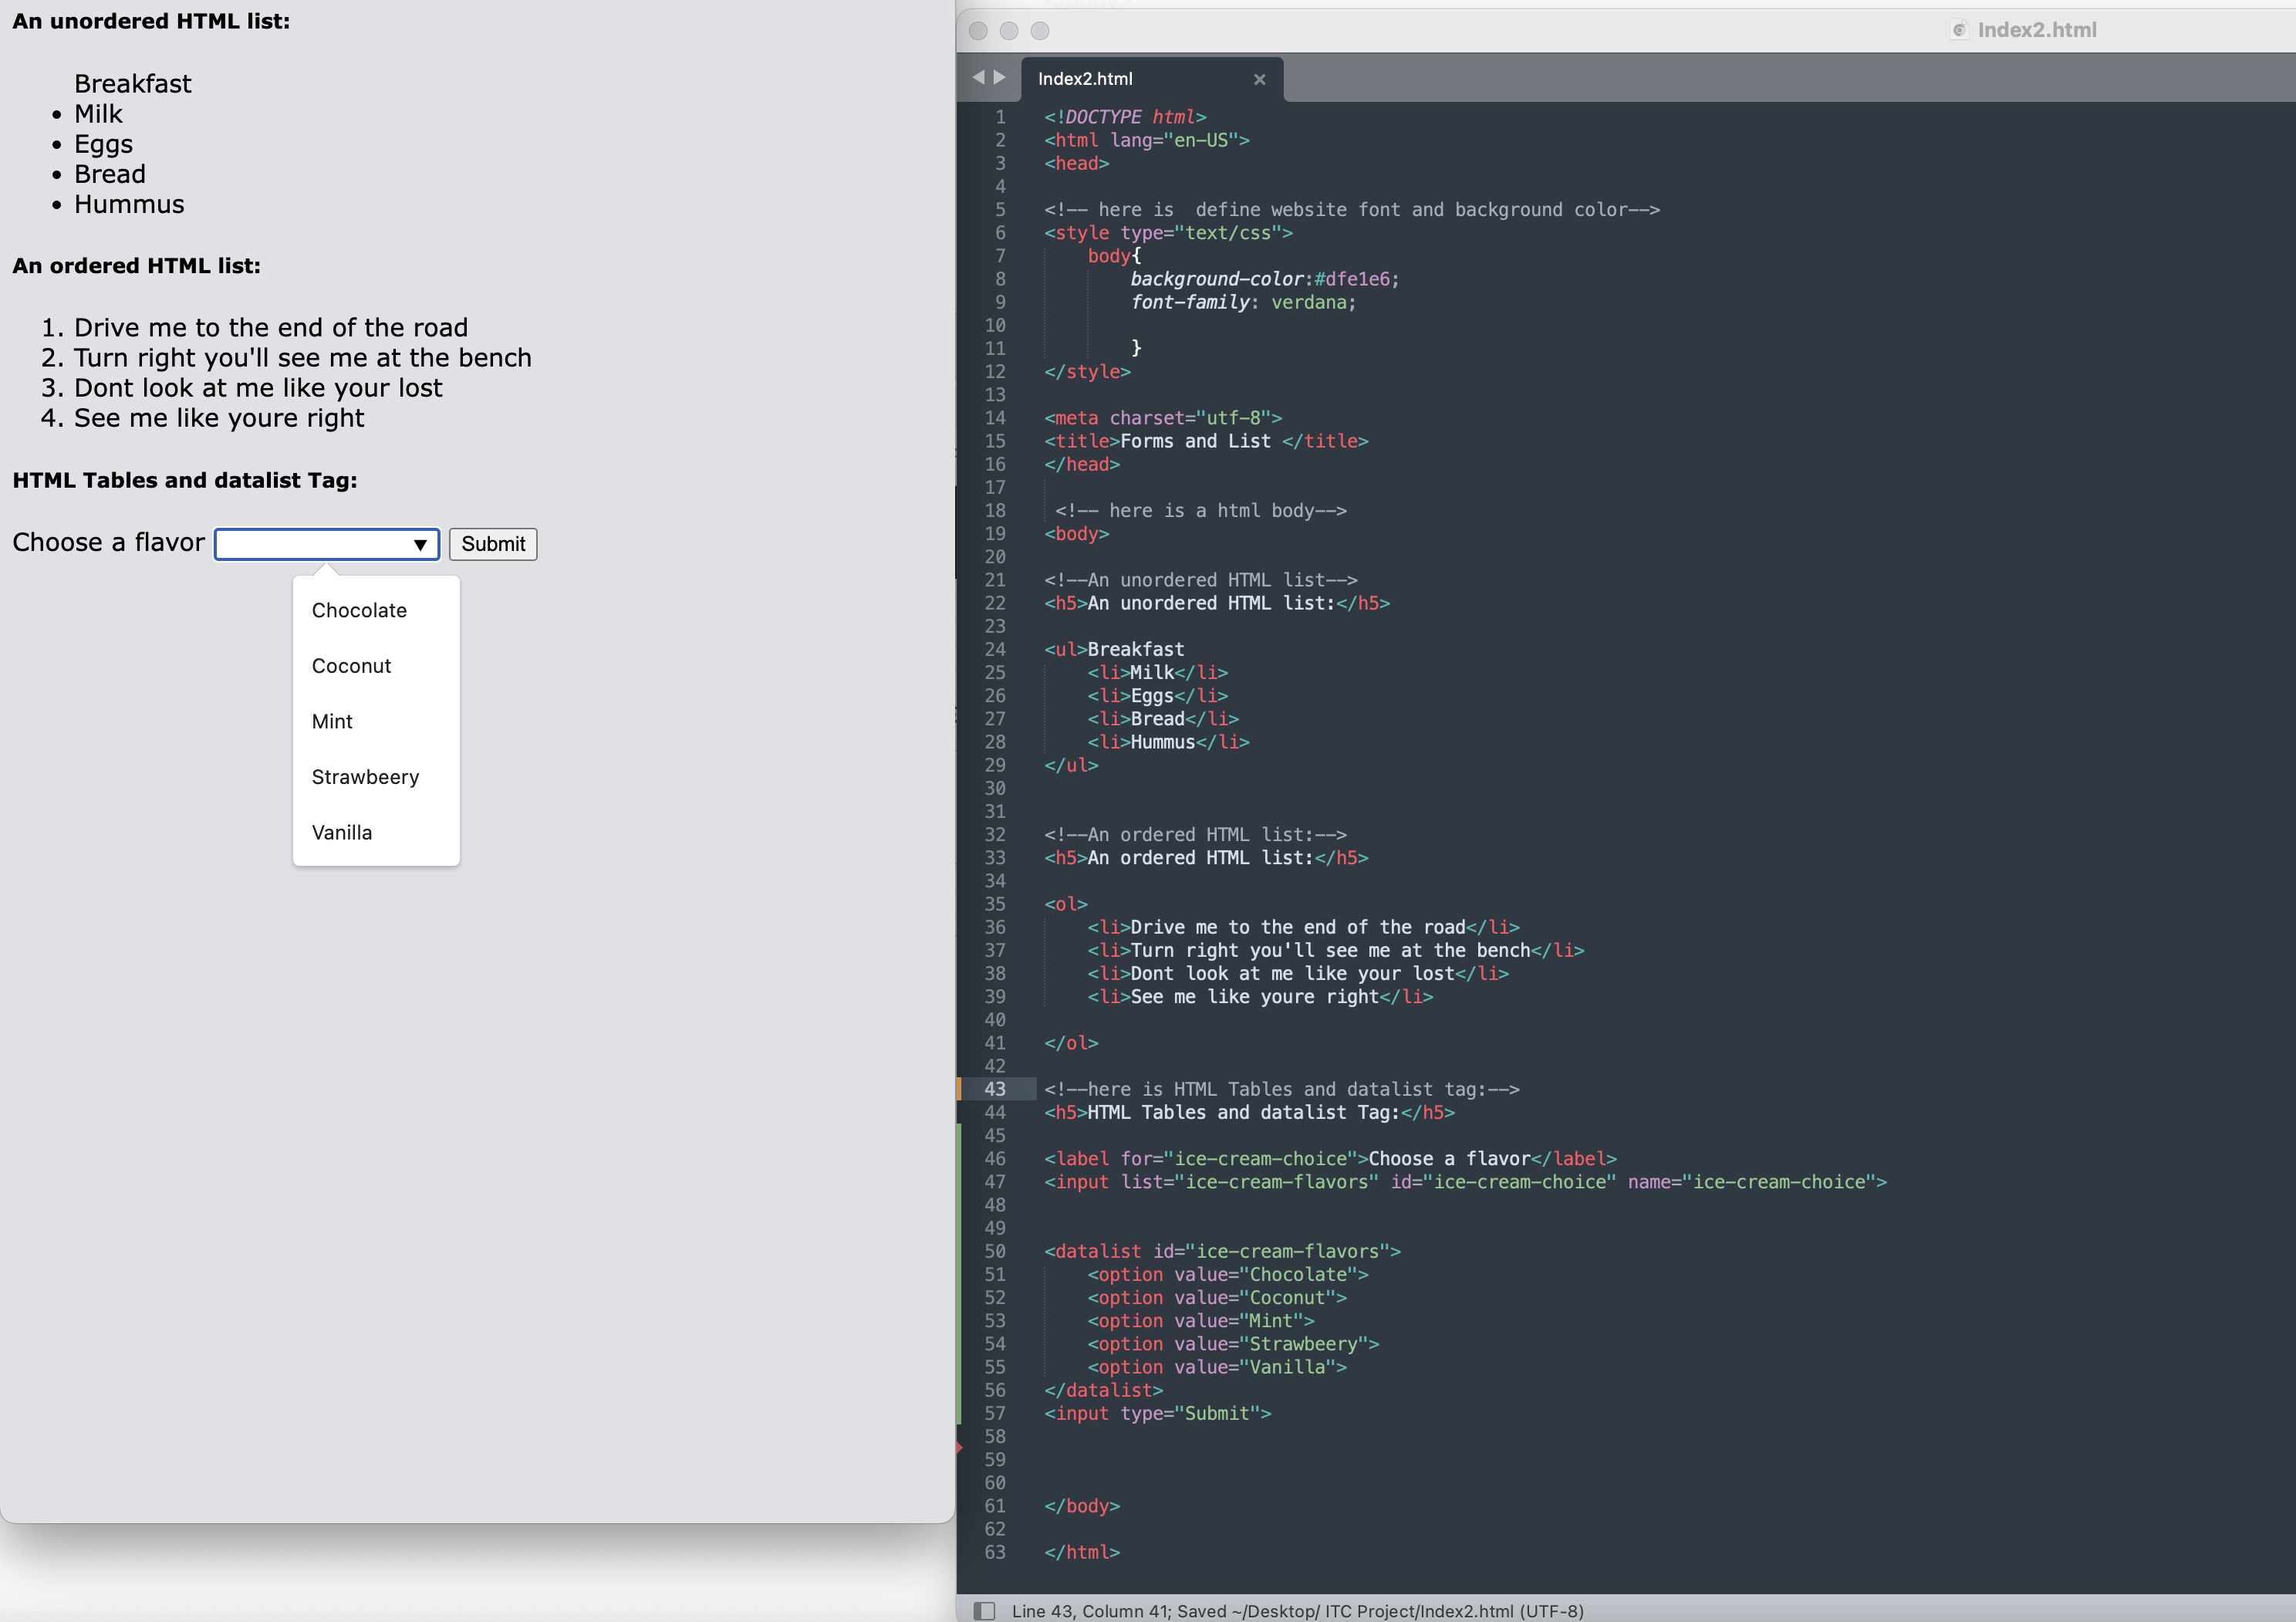 An unordered HTML list:
Breakfast
• Milk
• Eggs
• Bread
• Hummus
An ordered HTML list:
1. Drive me to the end of the road
2. Turn right you'll see me at the bench
3. Dont look at me like your lost
4. See me like youre right
HTML Tables and datalist Tag:
Choose a flavor ▼ Submit
Chocolate
Coconut
Mint
Strawbeery
Vanilla
Index2.html
Index2.html ×
1 <!DOCTYPE html>
2 <html lang="en-US">
3 <head>
4
5 <!-- here is  define website font and background color-->
6 <style type="text/css">
7 body{
8 background-color:#dfe1e6;
9 font-family: verdana;
10
11 }
12 </style>
13
14 <meta charset="utf-8">
15 <title>Forms and List </title>
16 </head>
17
18 <!-- here is a html body-->
19 <body>
20
21 <!--An unordered HTML list-->
22 <h5>An unordered HTML list:</h5>
23
24 <ul>Breakfast
25 <li>Milk</li>
26 <li>Eggs</li>
27 <li>Bread</li>
28 <li>Hummus</li>
29 </ul>
30
31
32 <!--An ordered HTML list:-->
33 <h5>An ordered HTML list:</h5>
34
35 <ol>
36 <li>Drive me to the end of the road</li>
37 <li>Turn right you'll see me at the bench</li>
38 <li>Dont look at me like your lost</li>
39 <li>See me like youre right</li>
40
41 </ol>
42
43 <!--here is HTML Tables and datalist tag:-->
44 <h5>HTML Tables and datalist Tag:</h5>
45
46 <label for="ice-cream-choice">Choose a flavor</label>
47 <input list="ice-cream-flavors" id="ice-cream-choice" name="ice-cream-choice">
48
49
50 <datalist id="ice-cream-flavors">
51 <option value="Chocolate">
52 <option value="Coconut">
53 <option value="Mint">
54 <option value="Strawbeery">
55 <option value="Vanilla">
56 </datalist>
57 <input type="Submit">
58
59
60
61 </body>
62
63 </html>
Line 43, Column 41; Saved ~/Desktop/ ITC Project/Index2.html (UTF-8)